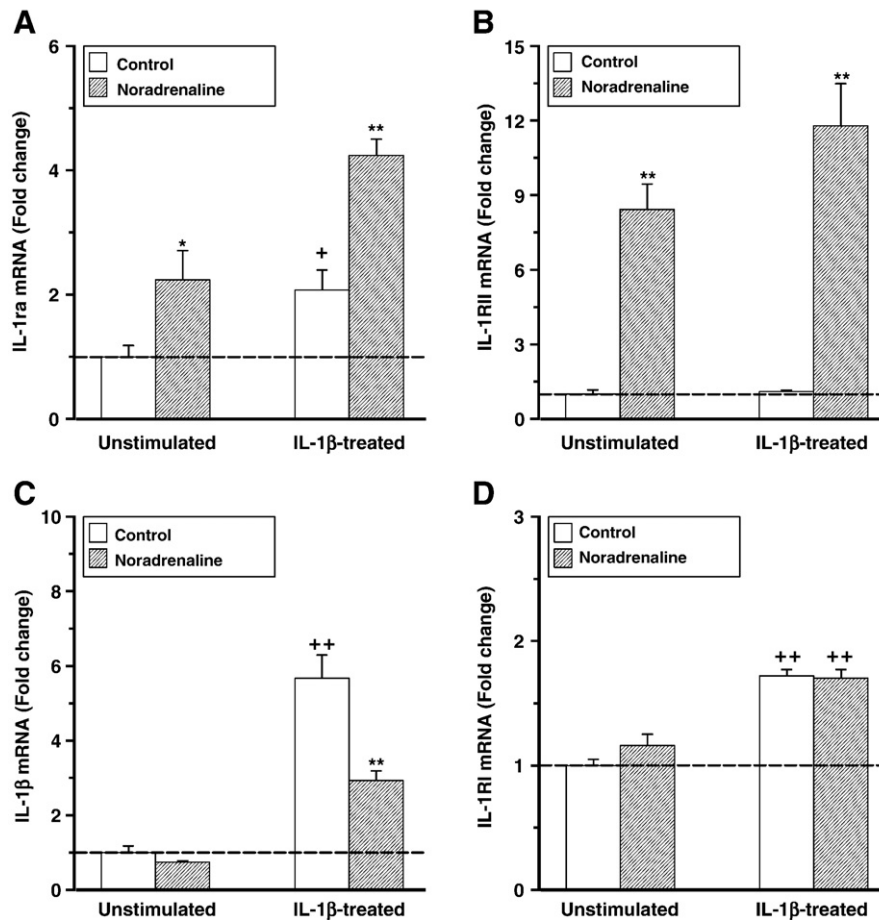 A
IL-1ra mRNA (Fold change)
6
4
2
0
Control
Noradrenaline
*
+
**
Unstimulated
IL-1β-treated
B
IL-1RII mRNA (Fold change)
15
12
9
6
3
0
Control
Noradrenaline
**
**
Unstimulated
IL-1β-treated
C
IL-1β mRNA (Fold change)
10
8
6
4
2
0
Control
Noradrenaline
++
**
Unstimulated
IL-1β-treated
D
IL-1RI mRNA (Fold change)
3
2
1
0
Control
Noradrenaline
++
++
Unstimulated
IL-1β-treated